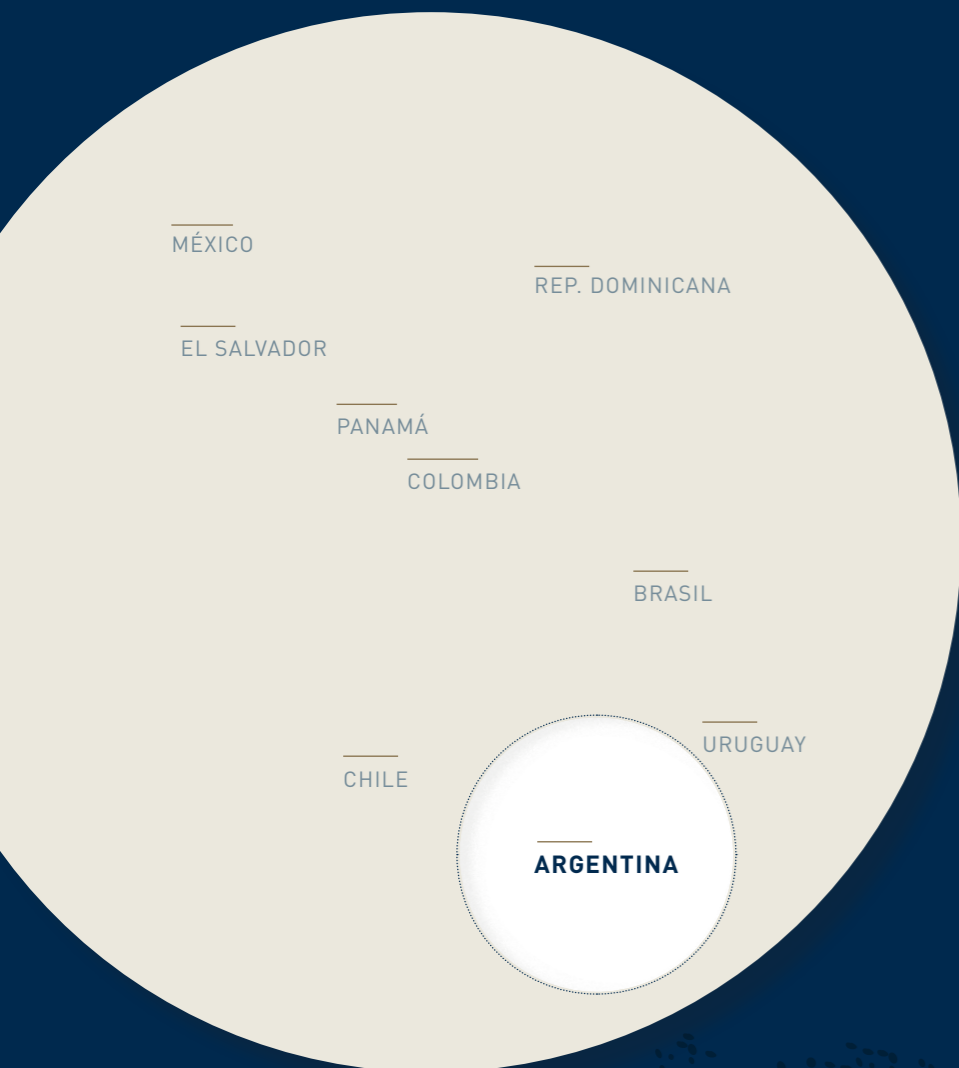 MÉXICO
REP. DOMINICANA
EL SALVADOR
PANAMÁ
COLOMBIA
BRASIL
URUGUAY
CHILE
ARGENTINA